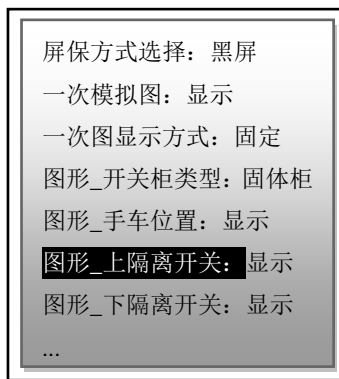 屏保方式选择：黑屏
一次模拟图：显示
一次图显示方式：固定
图形_开关柜类型：固体柜
图形_手车位置：显示
图形_上隔离开关：显示
图形_下隔离开关：显示
...